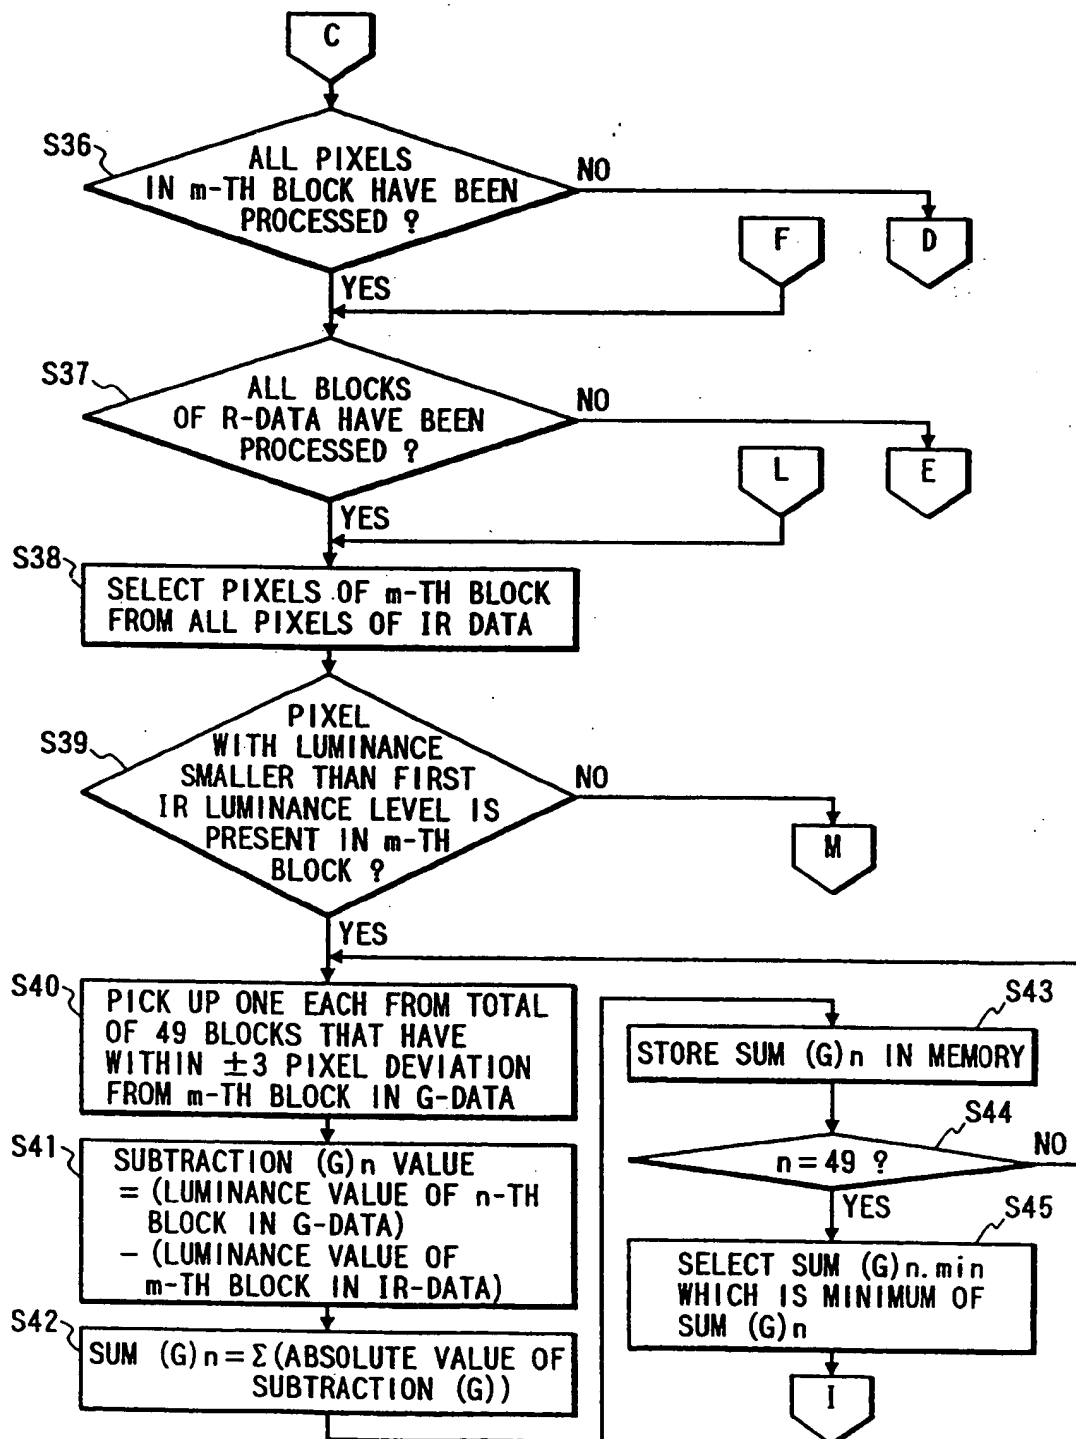 C
S36
ALL PIXELS
IN m-TH BLOCK HAVE BEEN
PROCESSED ?
NO
D
F
YES
S37
ALL BLOCKS
OF R-DATA HAVE BEEN
PROCESSED ?
NO
E
L
YES
S38
SELECT PIXELS OF m-TH BLOCK
FROM ALL PIXELS OF IR DATA
S39
PIXEL
WITH LUMINANCE
SMALLER THAN FIRST
IR LUMINANCE LEVEL IS
PRESENT IN m-TH
BLOCK ?
NO
M
YES
S40
PICK UP ONE EACH FROM TOTAL
OF 49 BLOCKS THAT HAVE
WITHIN ±3 PIXEL DEVIATION
FROM m-TH BLOCK IN G-DATA
S41
SUBTRACTION (G)n VALUE
= (LUMINANCE VALUE OF n-TH
BLOCK IN G-DATA)
- (LUMINANCE VALUE OF
m-TH BLOCK IN IR-DATA)
S42
SUM (G)n=Σ(ABSOLUTE VALUE OF
SUBTRACTION (G))
S43
STORE SUM (G)n IN MEMORY
S44
n=49 ?
NO
YES
S45
SELECT SUM (G)n.min
WHICH IS MINIMUM OF
SUM (G)n
I